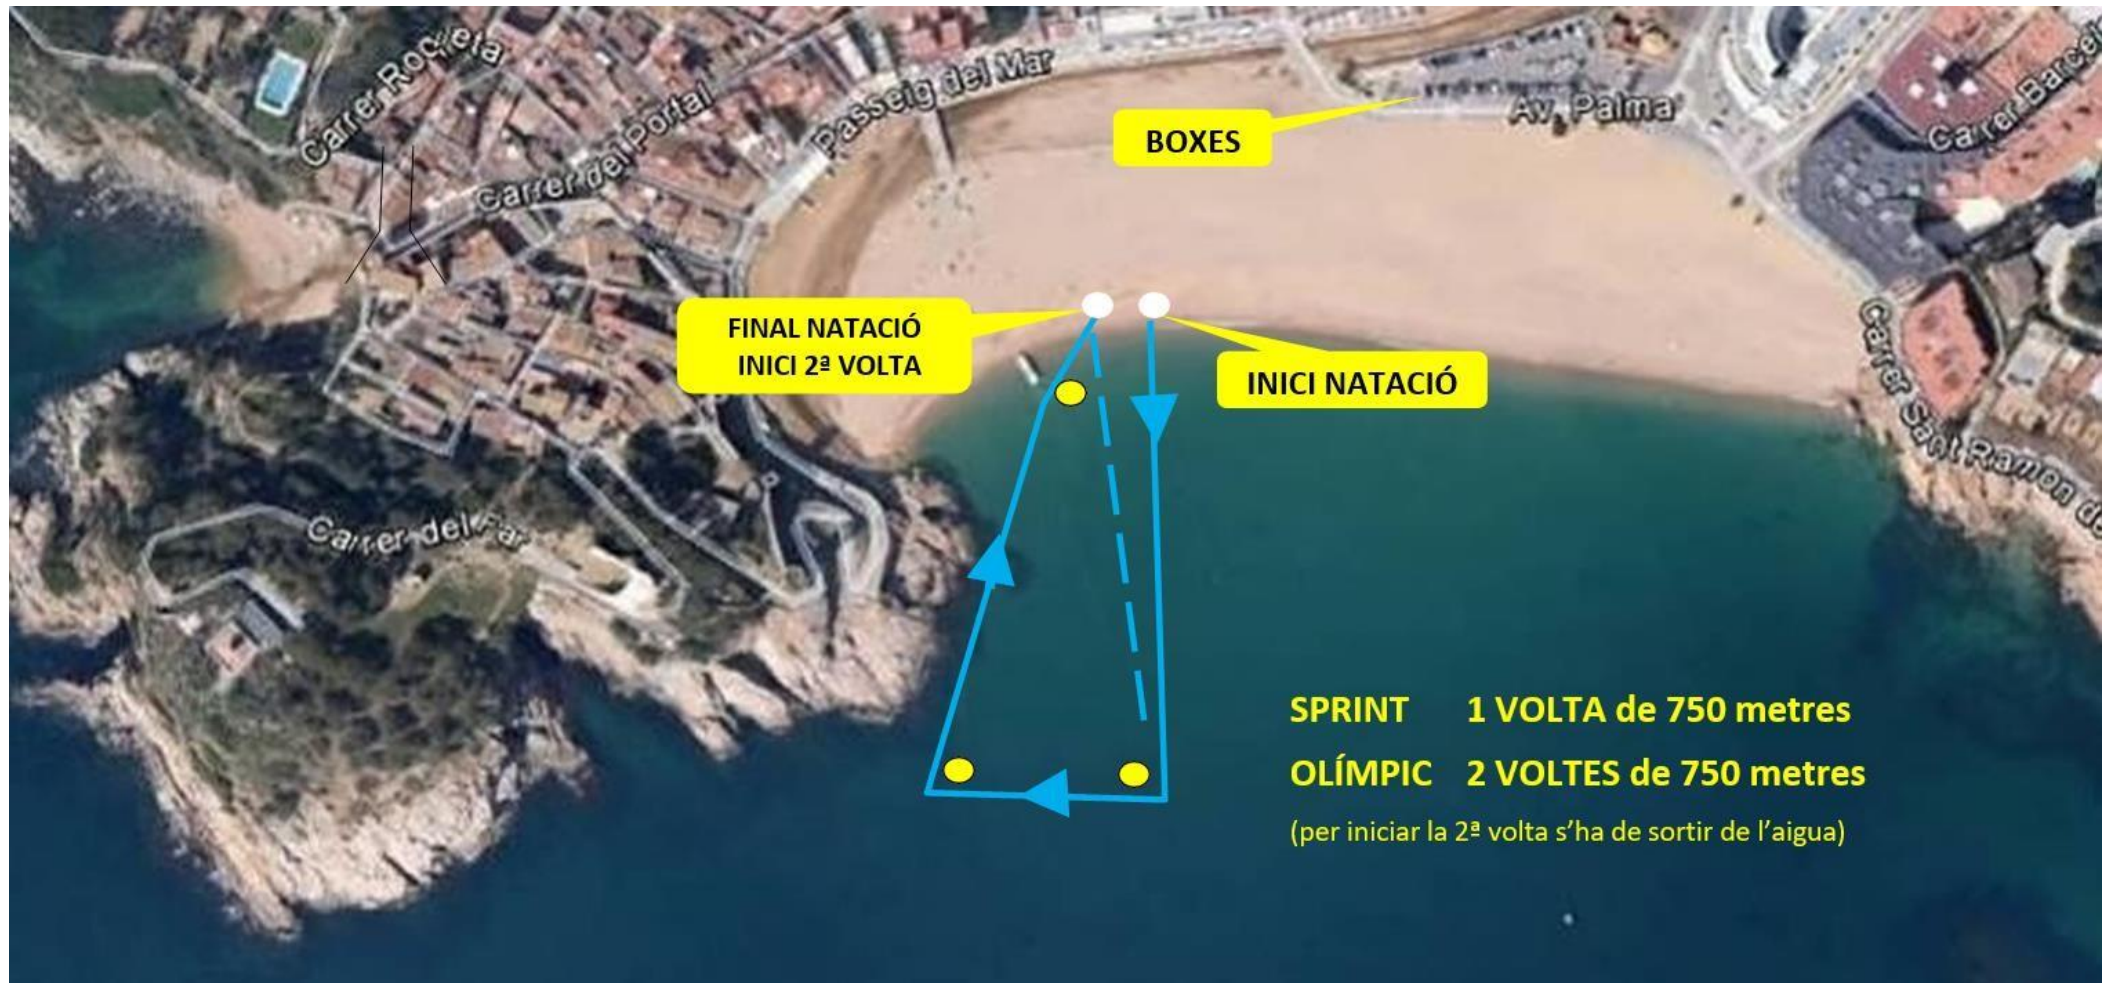 Carrer Roqueta
Carrer del Portal
Passeig del Mar
Av. Palma
Carrer Barcel
BOXES
FINAL NATACIÓ
INICI 2ª VOLTA
INICI NATACIÓ
Carrer Sant Ramon de
Carrer del Far
SPRINT 1 VOLTA de 750 metres
OLÍMPIC 2 VOLTES de 750 metres
(per iniciar la 2ª volta s'ha de sortir de l'aigua)